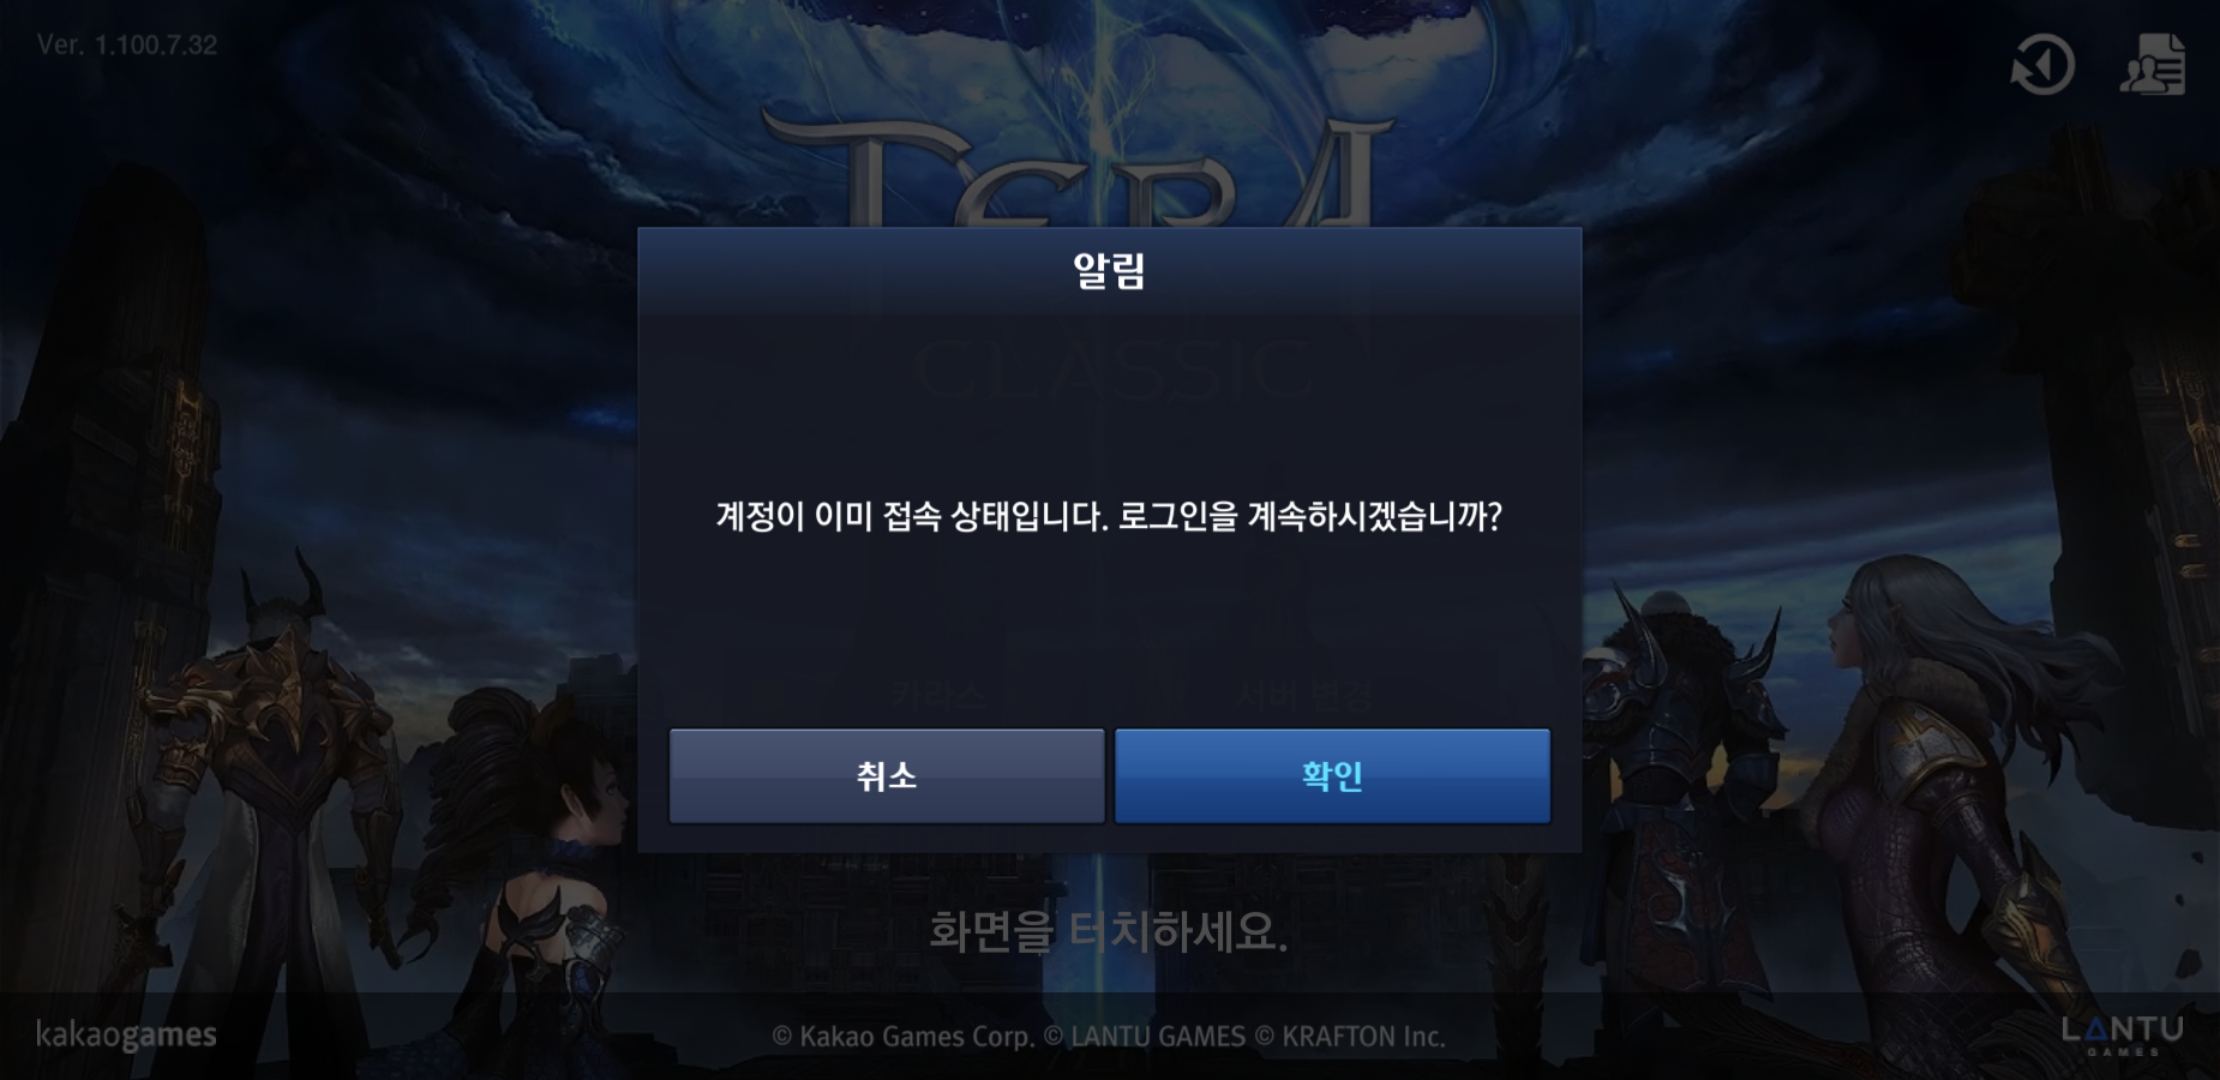 Ver. 1.100.7.32
TERA
알림
CLASSIC
계정이 이미 접속 상태입니다. 로그인을 계속하시겠습니까?
카라스 서버 변경
취소 확인
화면을 터치하세요.
kakaogames
© Kakao Games Corp. © LANTU GAMES © KRAFTON Inc.
LANTU
GAMES